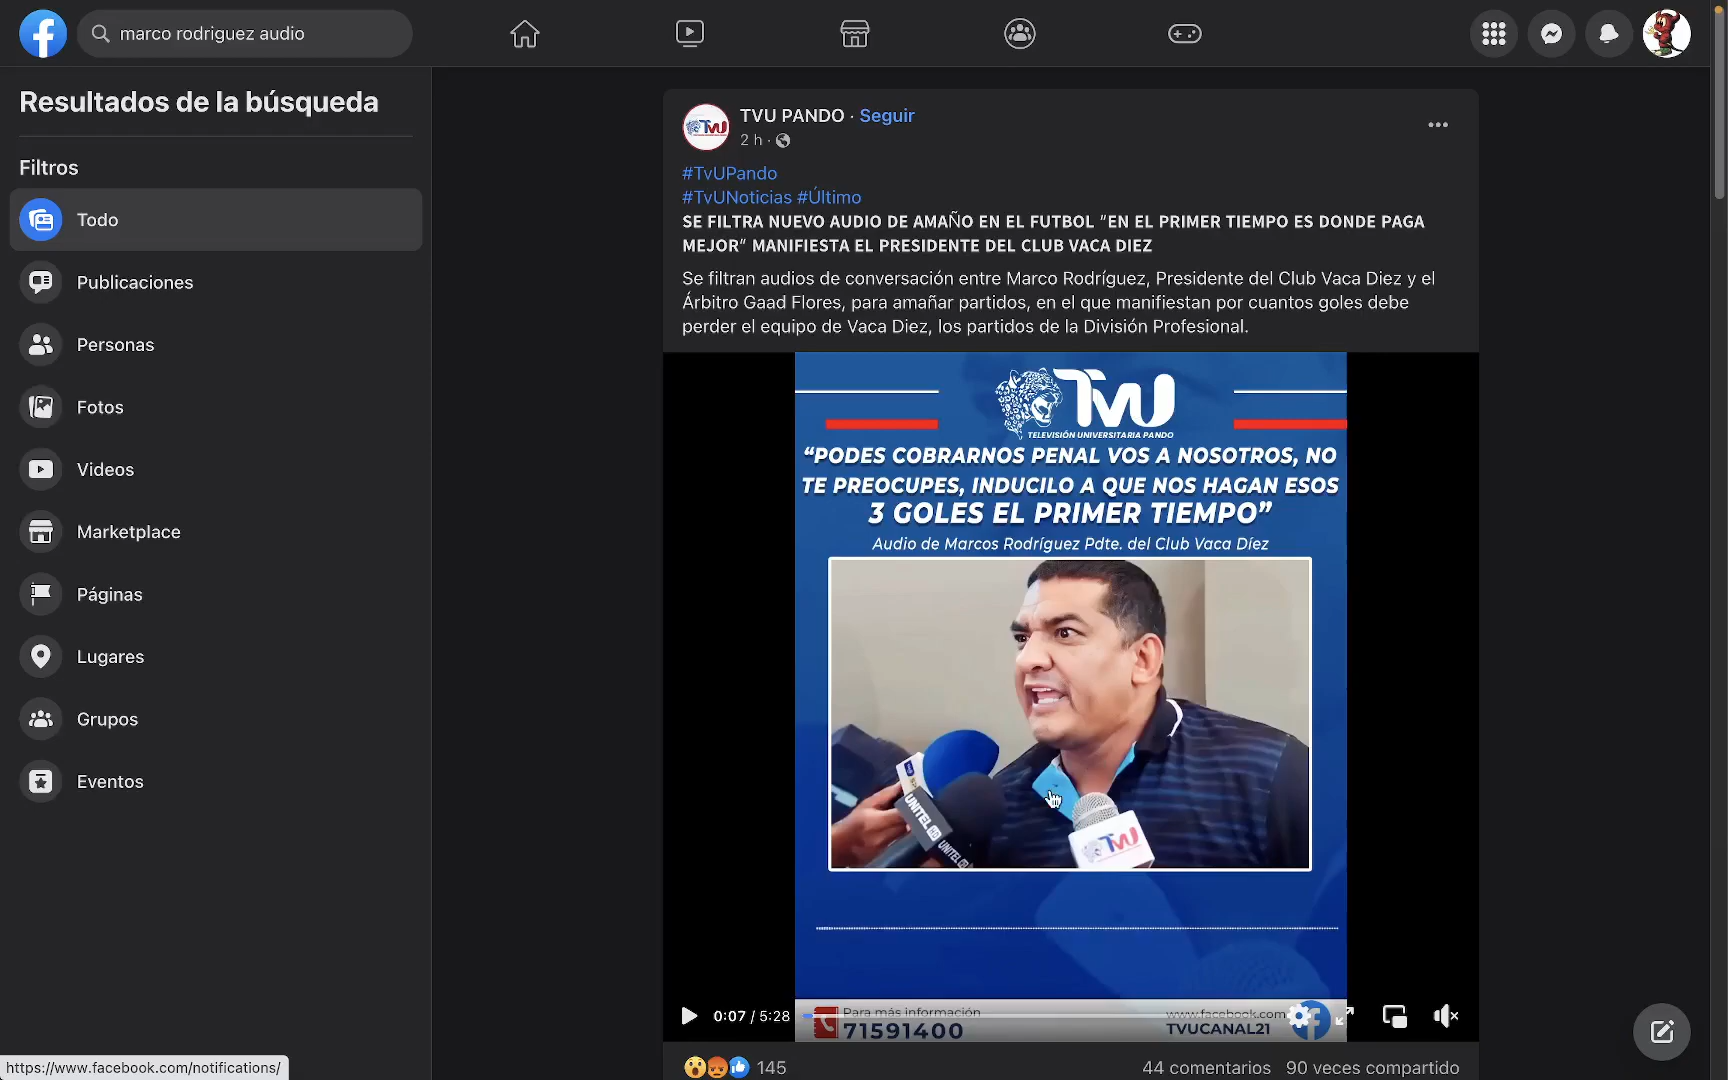 marco rodriguez audio
Resultados de la búsqueda
Filtros
Todo
Publicaciones
Personas
Fotos
Videos
Marketplace
Páginas
Lugares
Grupos
Eventos
https://www.facebook.com/notifications/
TVU PANDO · Seguir
2 h ·
#TvUPando
#TvUNoticias #Último
SE FILTRA NUEVO AUDIO DE AMAÑO EN EL FUTBOL “EN EL PRIMER TIEMPO ES DONDE PAGA
MEJOR” MANIFIESTA EL PRESIDENTE DEL CLUB VACA DIEZ
Se filtran audios de conversación entre Marco Rodríguez, Presidente del Club Vaca Diez y el
Árbitro Gaad Flores, para amañar partidos, en el que manifiestan por cuantos goles debe
perder el equipo de Vaca Diez, los partidos de la División Profesional.
TVU
TELEVISIÓN UNIVERSITARIA PANDO
“PODES COBRARNOS PENAL VOS A NOSOTROS, NO
TE PREOCUPES, INDUCILO A QUE NOS HAGAN ESOS
3 GOLES EL PRIMER TIEMPO”
Audio de Marcos Rodríguez Pdte. del Club Vaca Díez
UNITEL HD
UNITEL
TVU
0:07 / 5:28
Para más información
71591400
www.facebook.com
TVUCANAL21
145
44 comentarios 90 veces compartido